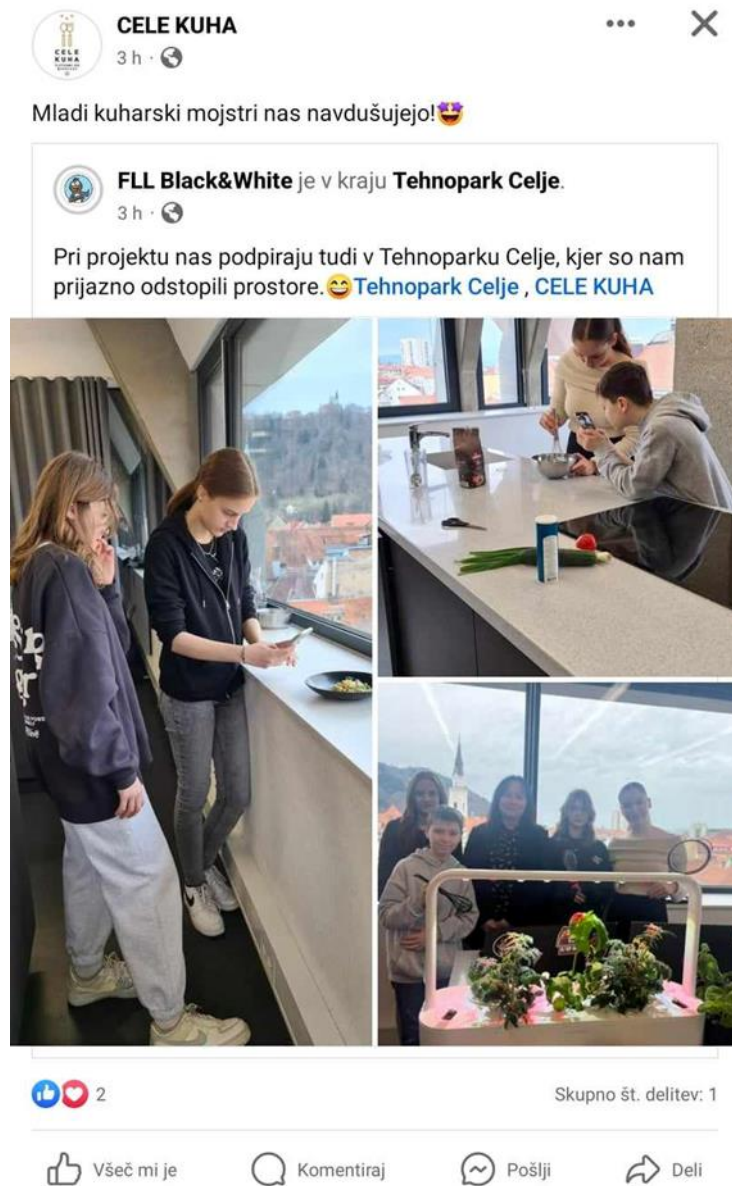 CELE KUHA
3 h
Mladi kuharski mojstri nas navdušujejo!🤩
FLL Black&White je v kraju Tehnopark Celje.
3 h
Pri projektu nas podpirajo tudi v Tehnoparku Celje, kjer so nam
prijazno odstopili prostore.😄Tehnopark Celje , CELE KUHA
2
Skupno št. delitev: 1
Všeč mi je
Komentiraj
Pošlji
Deli